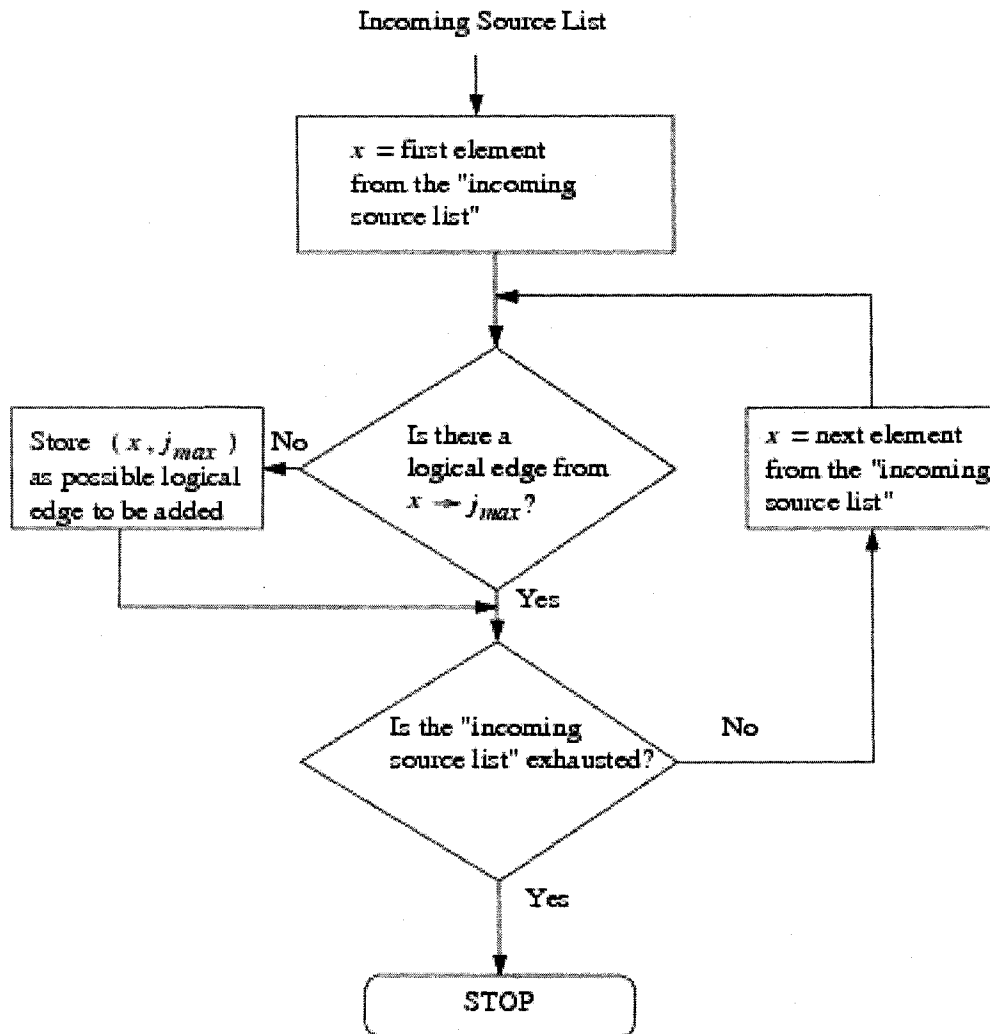 Incoming Source List
x = first element
from the "incoming
source list"
Is there a
logical edge from
x → j_max?
No
Store (x, j_max)
as possible logical
edge to be added
x = next element
from the "incoming
source list"
Yes
Is the "incoming
source list" exhausted?
No
Yes
STOP